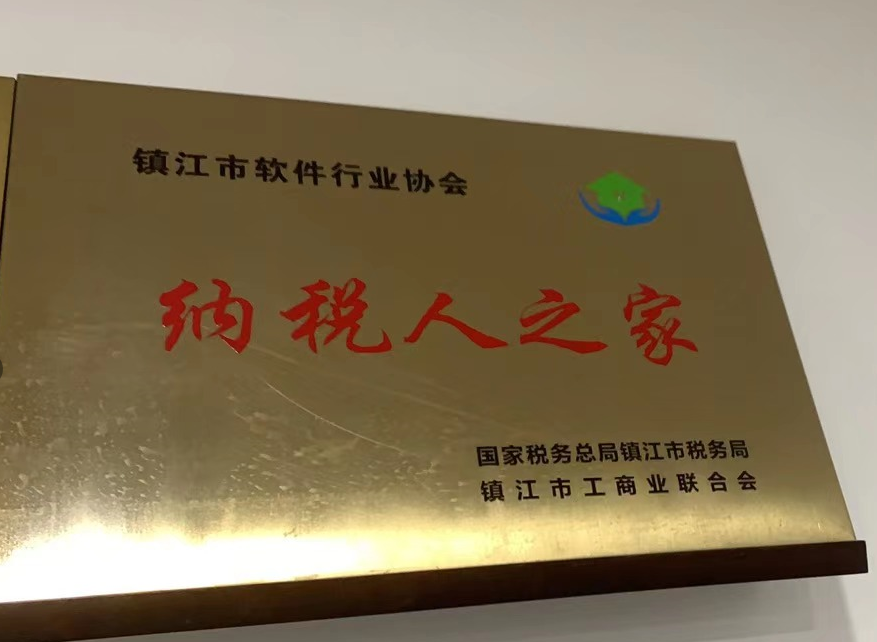 镇江市软件行业协会
纳税人之家
国家税务总局镇江市税务局
镇江市工商业联合会